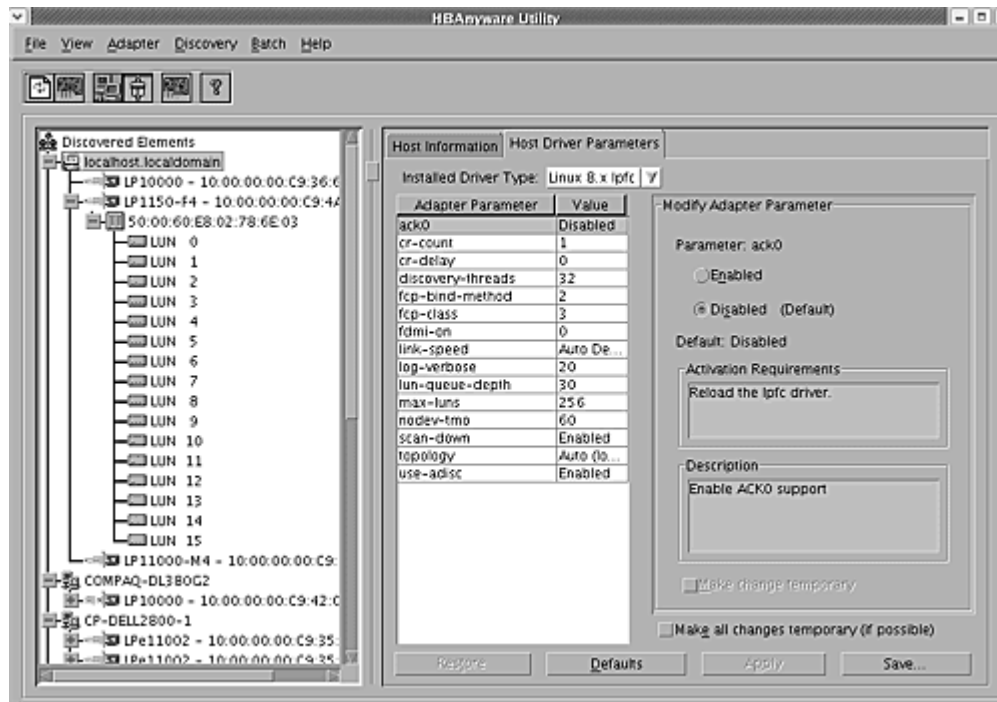 HBAnyware Utility
File View Adapter Discovery Batch Help
Discovered Elements
localhost.localdomain
LP10000 - 10:00:00:00:C9:36:6
LP1150-F4 - 10:00:00:00:C9:4A
50:00:60:E8:02:78:6E:03
LUN 0
LUN 1
LUN 2
LUN 3
LUN 4
LUN 5
LUN 6
LUN 7
LUN 8
LUN 9
LUN 10
LUN 11
LUN 12
LUN 13
LUN 14
LUN 15
LP11000-M4 - 10:00:00:00:C9:
COMPAQ-DL380G2
LP10000 - 10:00:00:00:C9:42:C
CP-DELL2800-1
LPe11002 - 10:00:00:00:C9:35:
LPe11002 - 10:00:00:00:C9:35:
Host Information Host Driver Parameters
Installed Driver Type: Linux 8.x lpfc
Adapter Parameter Value
ack0 Disabled
cr-count 1
cr-delay 0
discovery-threads 32
fcp-bind-method 2
fcp-class 3
fdmi-on 0
link-speed Auto De...
log-verbose 20
lun-queue-depth 30
max-luns 256
nodev-tmo 60
scan-down Enabled
topology Auto (lo...
use-adisc Enabled
Modify Adapter Parameter
Parameter: ack0
Enabled
Disabled (Default)
Default: Disabled
Activation Requirements
Reload the lpfc driver.
Description
Enable ACK0 support
Make change temporary
Make all changes temporary (if possible)
Restore Defaults Apply Save...